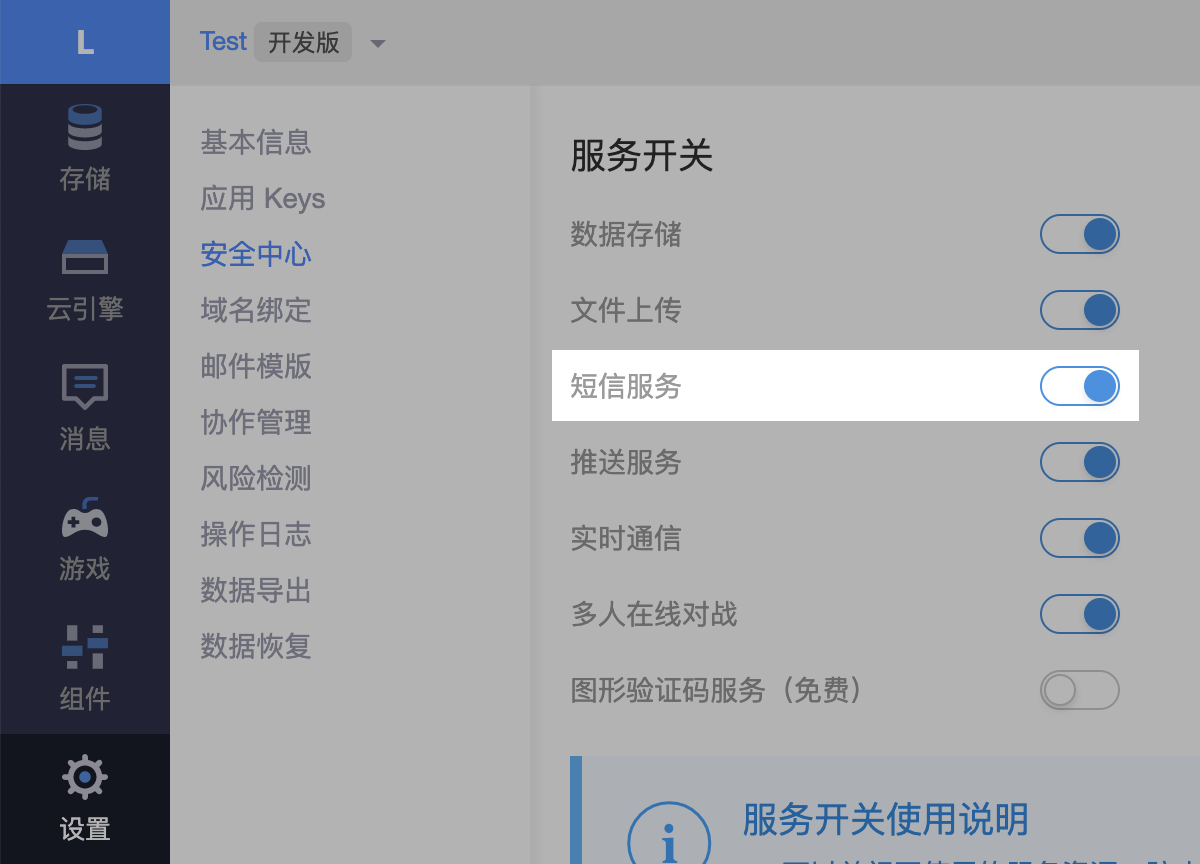 L
Test 开发版
存储
云引擎
消息
游戏
组件
设置
基本信息
应用 Keys
安全中心
域名绑定
邮件模版
协作管理
风险检测
操作日志
数据导出
数据恢复
服务开关
数据存储
文件上传
短信服务
推送服务
实时通信
多人在线对战
图形验证码服务（免费）
服务开关使用说明